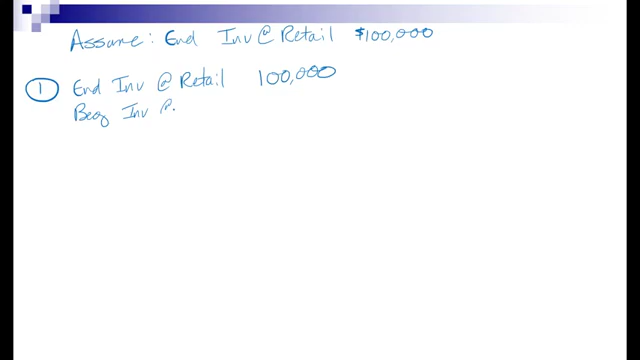 Assume: End Inv @ Retail $100,000
1 End Inv @ Retail 100,000
Beg Inv @